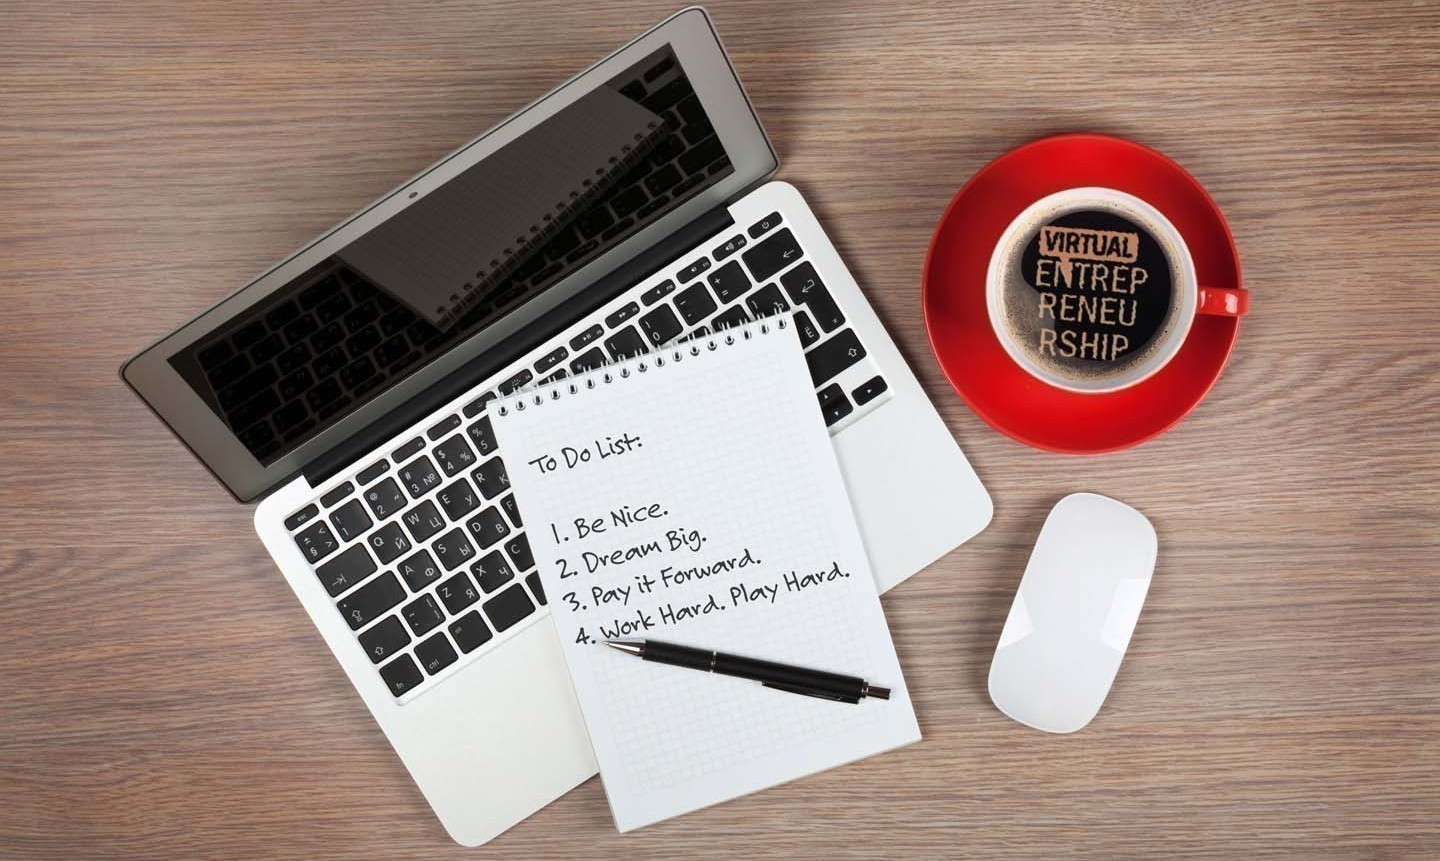 To Do List:
1. Be Nice.
2. Dream Big.
3. Pay it Forward.
4. Work Hard. Play Hard.
VIRTUAL
ENTREP
RENEU
RSHIP